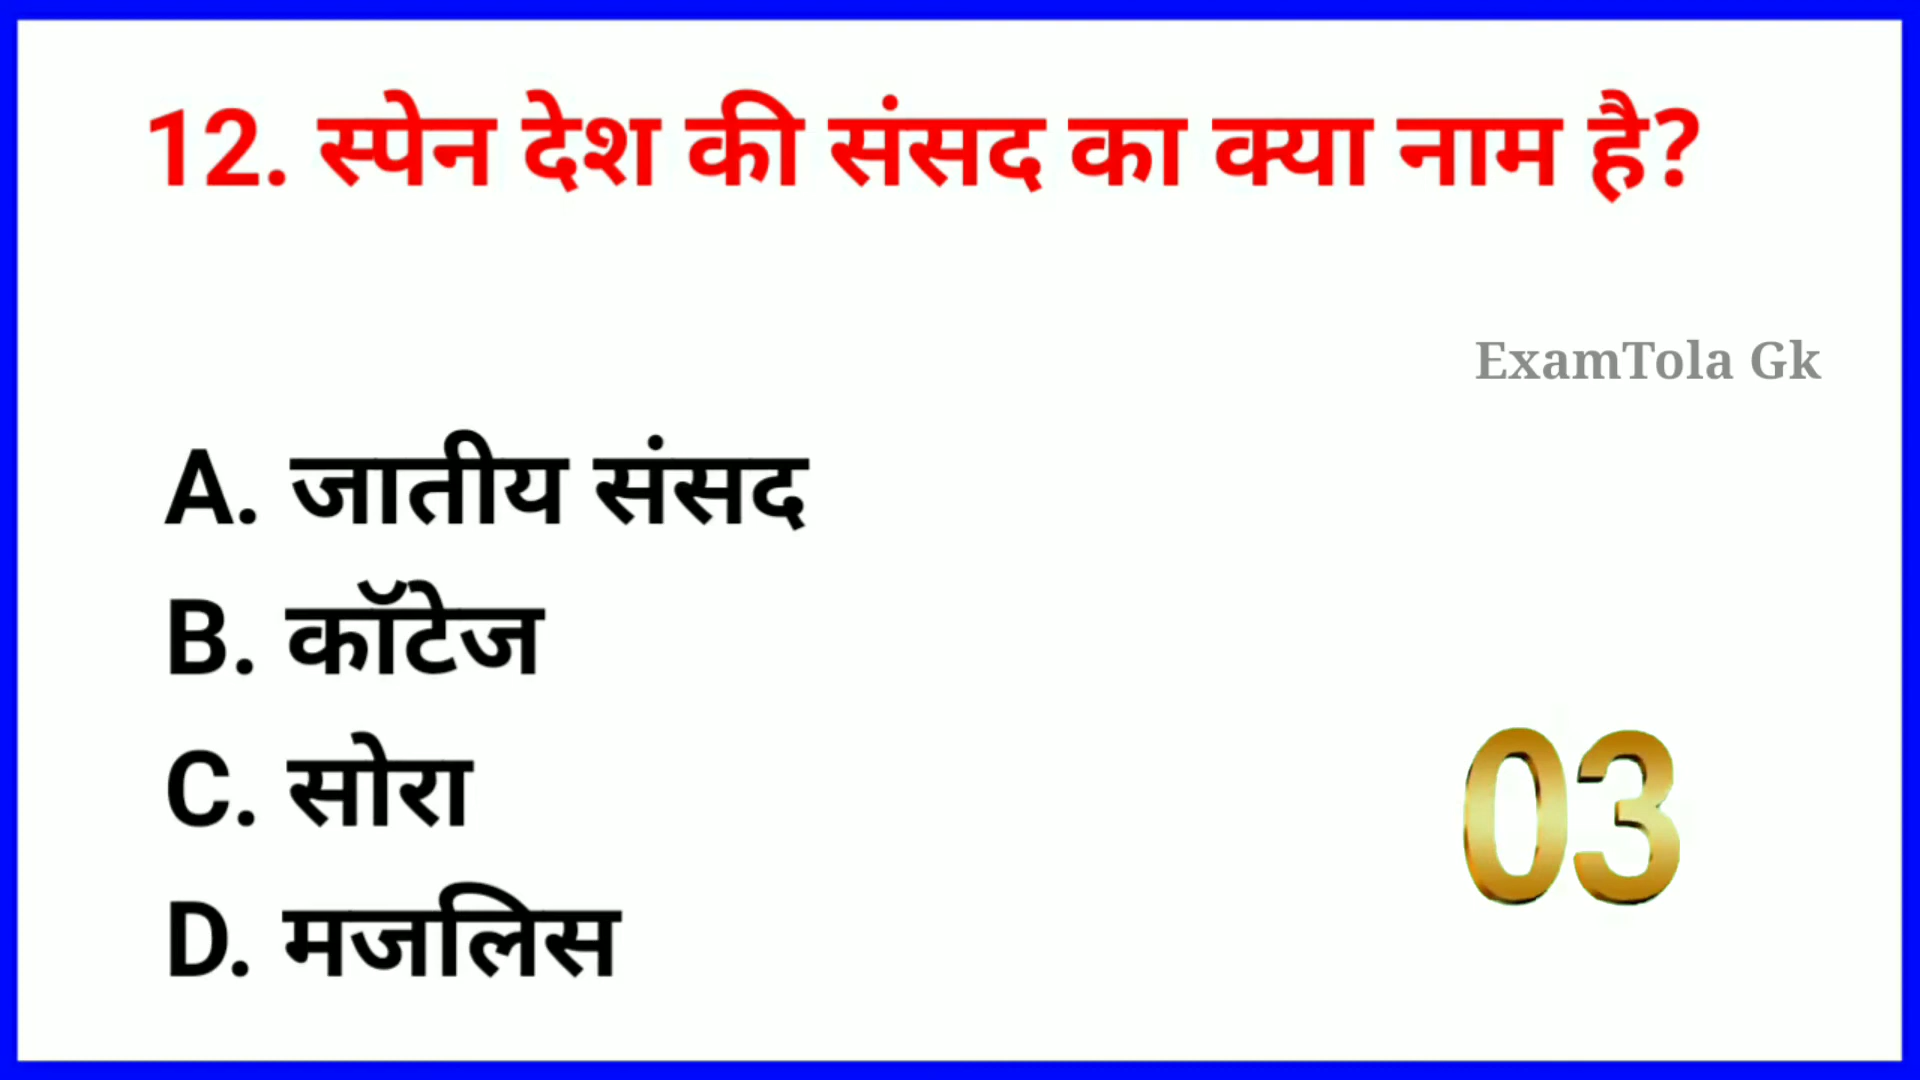 12. स्पेन देश की संसद का क्या नाम है?
ExamTola Gk
A. जातीय संसद
B. कॉटेज
C. सोरा
D. मजलिस
03